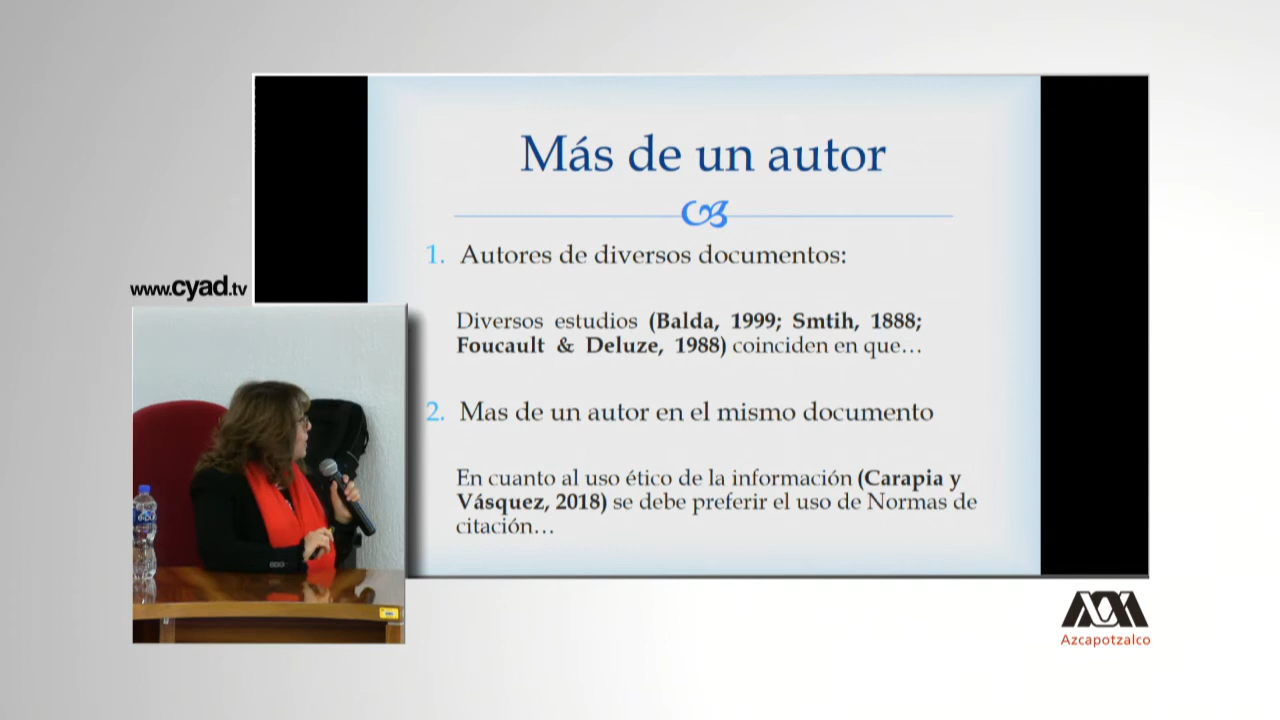 Más de un autor
1. Autores de diversos documentos:
Diversos estudios (Balda, 1999; Smtih, 1888;
Foucault & Deluze, 1988) coinciden en que…
2. Mas de un autor en el mismo documento
En cuanto al uso ético de la información (Carapia y
Vásquez, 2018) se debe preferir el uso de Normas de
citación…
www.cyad.tv
Azcapotzalco